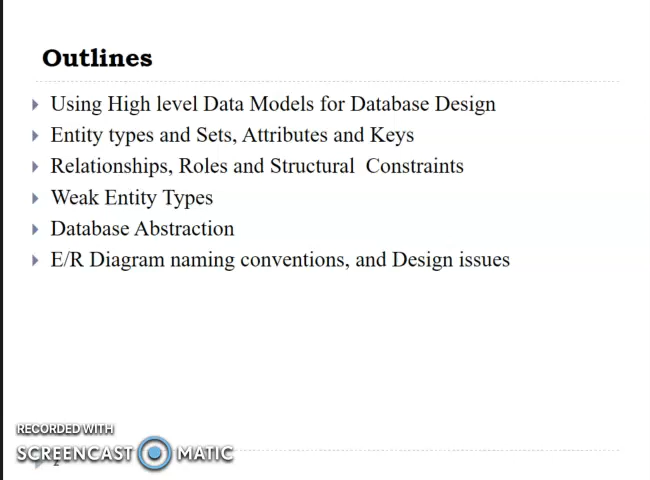 Outlines
Using High level Data Models for Database Design
Entity types and Sets, Attributes and Keys
Relationships, Roles and Structural Constraints
Weak Entity Types
Database Abstraction
E/R Diagram naming conventions, and Design issues
RECORDED WITH
SCREENCAST MATIC
2